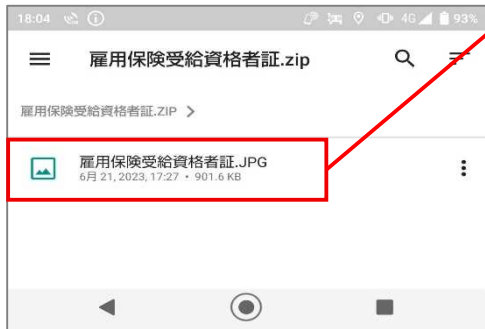 18:04 4G 93%
雇用保険受給資格者証.zip
雇用保険受給資格者証.ZIP >
雇用保険受給資格者証.JPG
6月 21, 2023, 17:27 • 901.6 KB